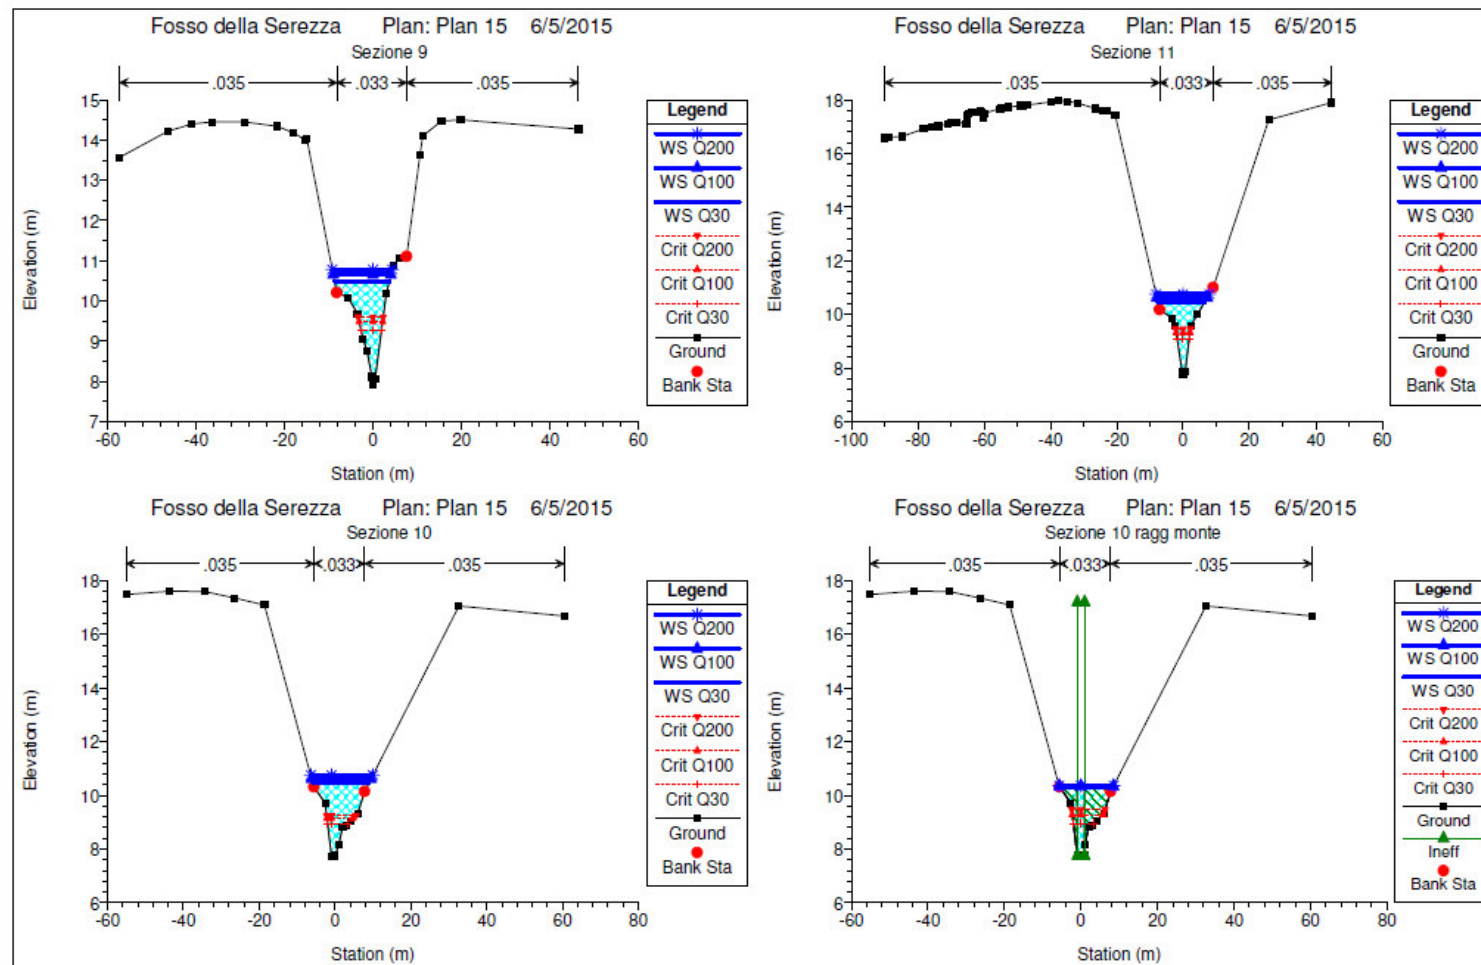 Fosso della Serezza Plan: Plan 15 6/5/2015
Sezione 9
.035 .033 .035
15
14
13
12
11
10
9
8
7
-60 -40 -20 0 20 40 60
Elevation (m)
Station (m)
Legend
WS Q200
WS Q100
WS Q30
Crit Q200
Crit Q100
Crit Q30
Ground
Bank Sta
Fosso della Serezza Plan: Plan 15 6/5/2015
Sezione 11
.035 .033 .035
18
16
14
12
10
8
6
-100 -80 -60 -40 -20 0 20 40 60
Elevation (m)
Station (m)
Legend
WS Q200
WS Q100
WS Q30
Crit Q200
Crit Q100
Crit Q30
Ground
Bank Sta
Fosso della Serezza Plan: Plan 15 6/5/2015
Sezione 10
.035 .033 .035
18
16
14
12
10
8
6
-60 -40 -20 0 20 40 60 80
Elevation (m)
Station (m)
Legend
WS Q200
WS Q100
WS Q30
Crit Q200
Crit Q100
Crit Q30
Ground
Bank Sta
Fosso della Serezza Plan: Plan 15 6/5/2015
Sezione 10 ragg monte
.035 .033 .035
18
16
14
12
10
8
6
-60 -40 -20 0 20 40 60 80
Elevation (m)
Station (m)
Legend
WS Q200
WS Q100
WS Q30
Crit Q200
Crit Q100
Crit Q30
Ground
Ineff
Bank Sta